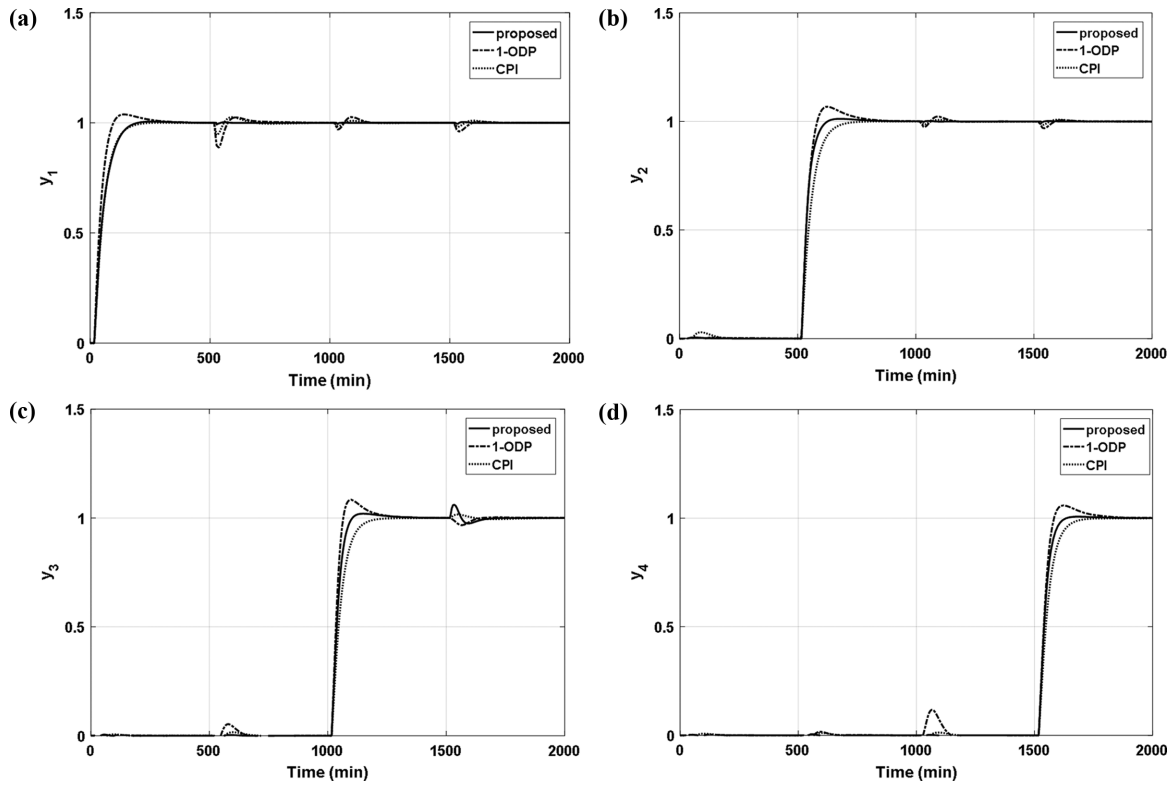 (a)
1.5
1
0.5
0
y1
proposed
1-ODP
CPI
0 500 1000 1500 2000
Time (min)
(b)
1.5
1
0.5
0
y2
proposed
1-ODP
CPI
0 500 1000 1500 2000
Time (min)
(c)
1.5
1
0.5
0
y3
proposed
1-ODP
CPI
0 500 1000 1500 2000
Time (min)
(d)
1.5
1
0.5
0
y4
proposed
1-ODP
CPI
0 500 1000 1500 2000
Time (min)